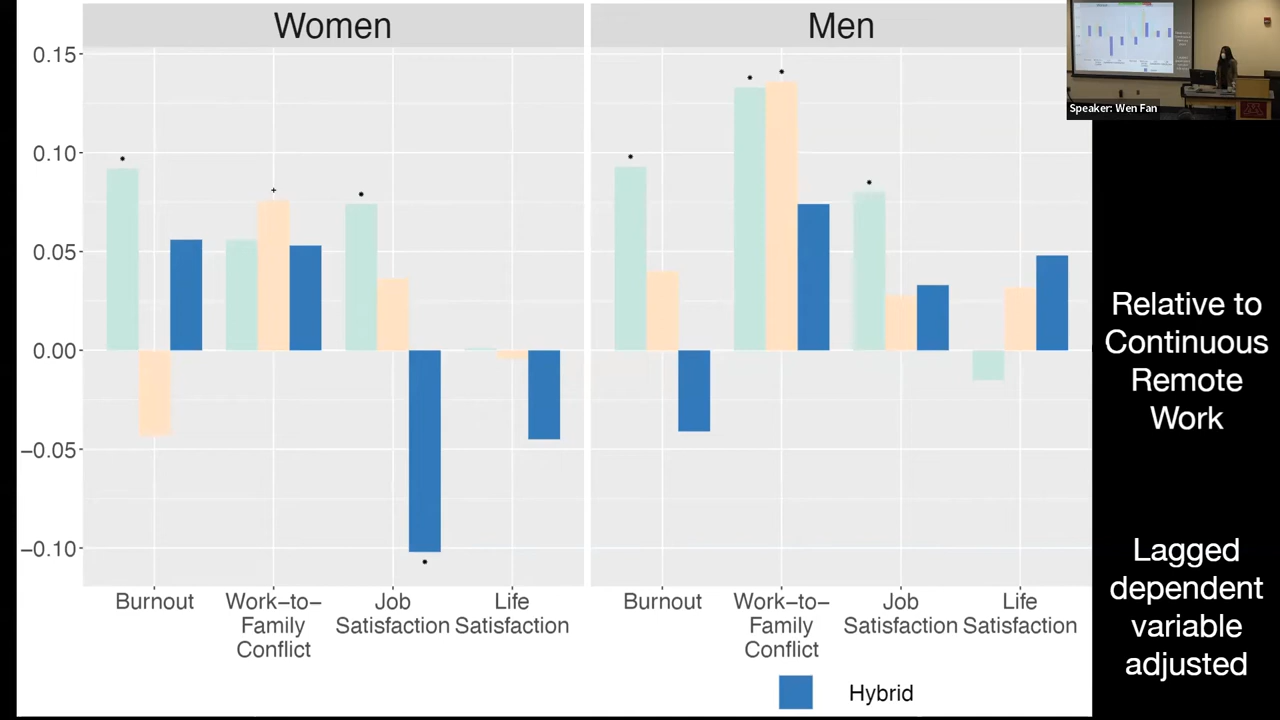 Women
Men
Speaker: Wen Fan
0.15
0.10
0.05
0.00
−0.05
−0.10
Burnout
Work−to−
Family
Conflict
Job
Satisfaction
Life
Satisfaction
Burnout
Work−to−
Family
Conflict
Job
Satisfaction
Life
Satisfaction
Hybrid
Relative to
Continuous
Remote
Work
Lagged
dependent
variable
adjusted